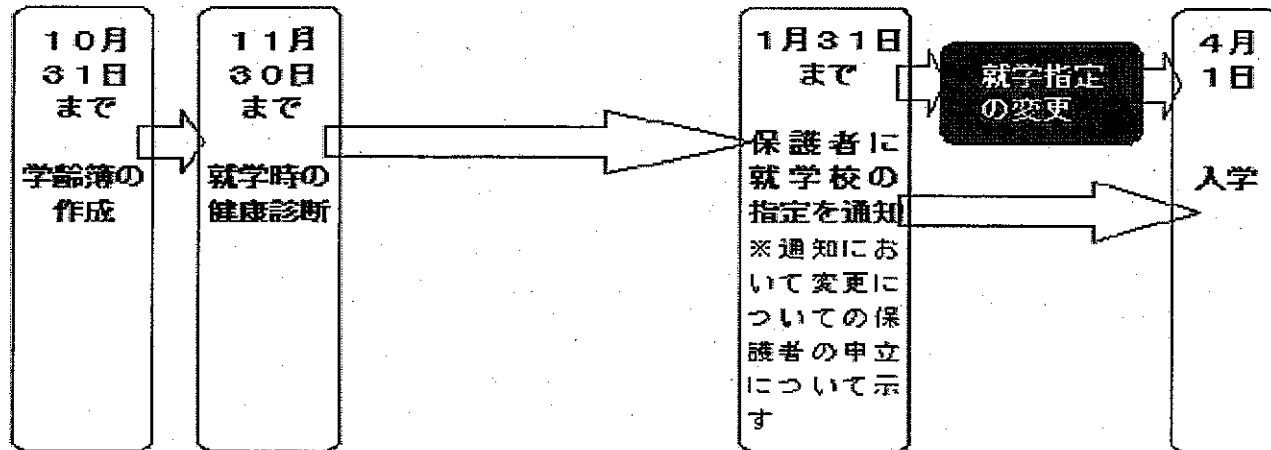 １０月
３１日
まで
学齢簿の
作成
１１月
３０日
まで
就学時の
健康診断
１月３１日
まで
保護者に
就学校の
指定を通知
※通知にお
いて変更に
ついての保
護者の申立
について示
す
就学指定
の変更
４月
１日
入学